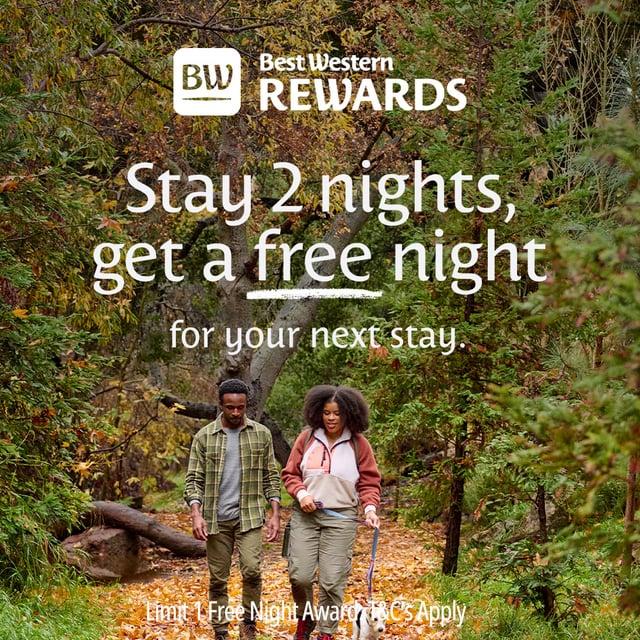 BW
Best Western
REWARDS
Stay 2 nights,
get a free night
for your next stay.
Limit 1 Free Night Award. T&C's Apply